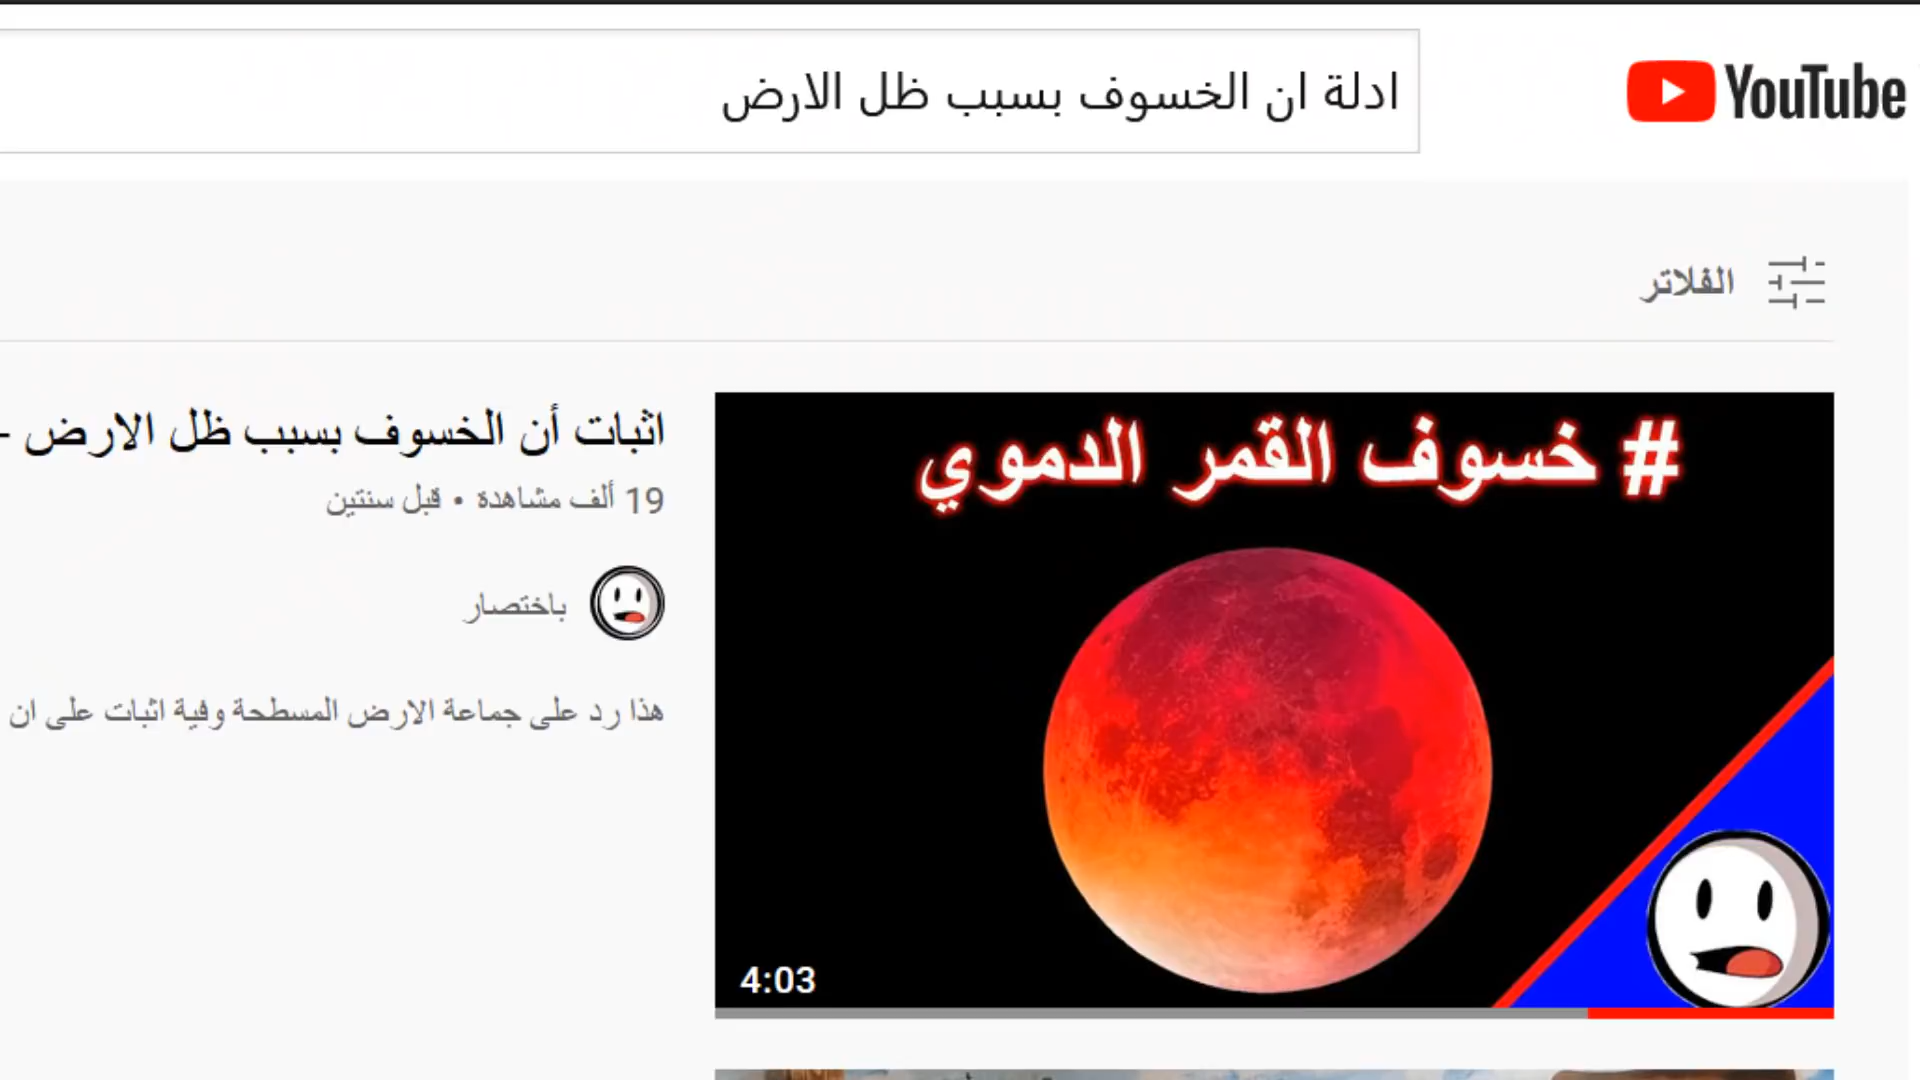 YouTube
ادلة ان الخسوف بسبب ظل الارض
الفلاتر
# خسوف القمر الدموي
4:03
اثبات أن الخسوف بسبب ظل الارض -
19 ألف مشاهدة • قبل سنتين
باختصار
هذا رد على جماعة الارض المسطحة وفية اثبات على ان